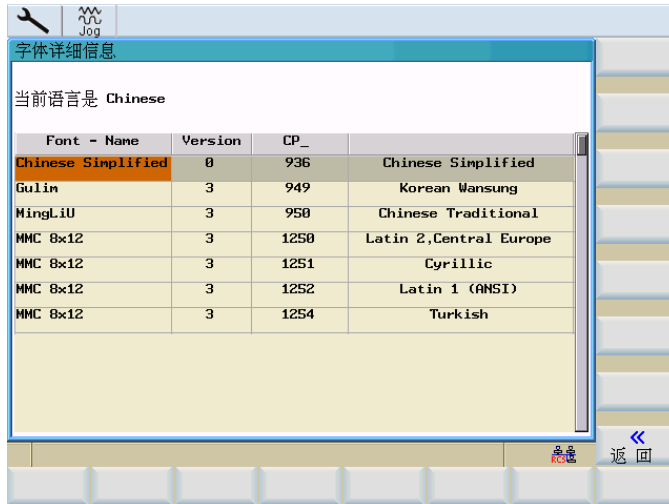 Jog
字体详细信息
当前语言是 Chinese
Font - Name Version CP_
Chinese Simplified 0 936 Chinese Simplified
Gulim 3 949 Korean Wansung
MingLiU 3 950 Chinese Traditional
MMC 8x12 3 1250 Latin 2,Central Europe
MMC 8x12 3 1251 Cyrillic
MMC 8x12 3 1252 Latin 1 (ANSI)
MMC 8x12 3 1254 Turkish
RCS
«
返 回